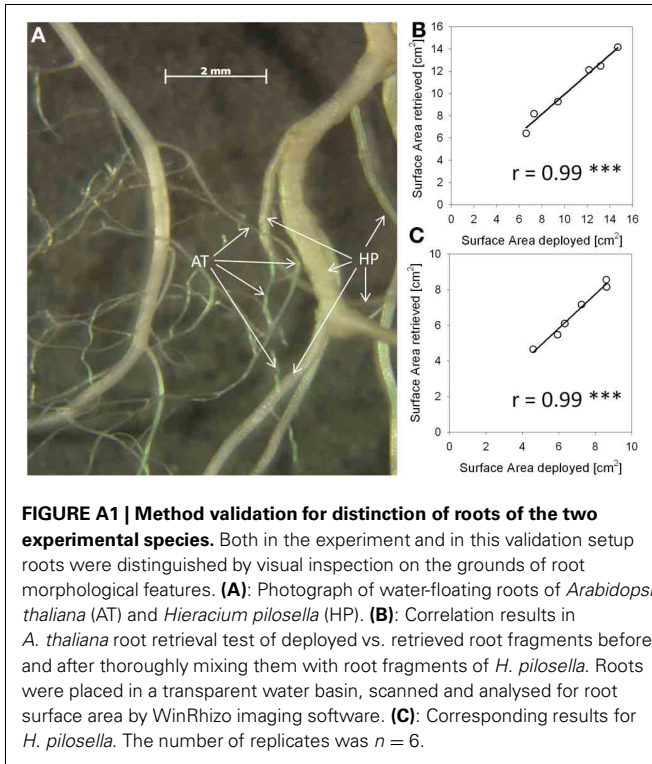 A
2 mm
AT
HP
B
Surface Area retrieved [cm²]
16
14
12
10
8
6
4
2
0
r = 0.99 ***
0 2 4 6 8 10 12 14 16
Surface Area deployed [cm²]
C
Surface Area retrieved [cm²]
10
8
6
4
2
0
r = 0.99 ***
0 2 4 6 8 10
Surface Area deployed [cm²]
FIGURE A1 | Method validation for distinction of roots of the two
experimental species. Both in the experiment and in this validation setup
roots were distinguished by visual inspection on the grounds of root
morphological features. (A): Photograph of water-floating roots of Arabidopsi
thaliana (AT) and Hieracium pilosella (HP). (B): Correlation results in
A. thaliana root retrieval test of deployed vs. retrieved root fragments before
and after thoroughly mixing them with root fragments of H. pilosella. Roots
were placed in a transparent water basin, scanned and analysed for root
surface area by WinRhizo imaging software. (C): Corresponding results for
H. pilosella. The number of replicates was n = 6.